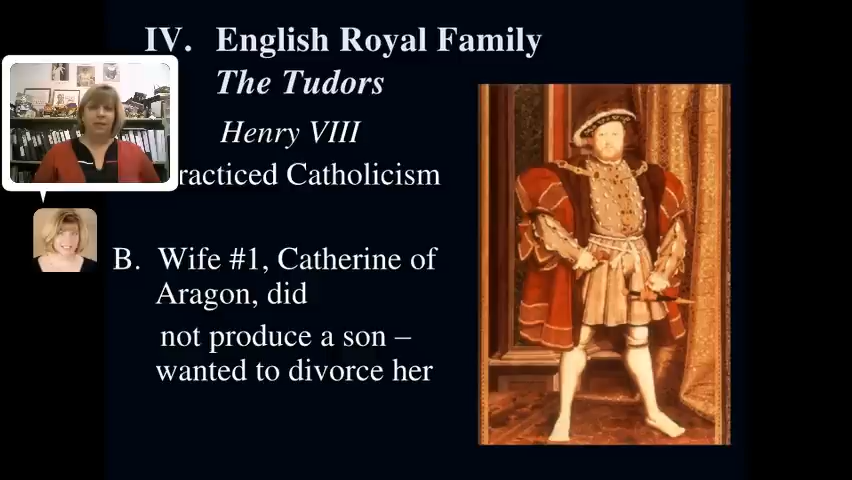 IV. English Royal Family
The Tudors
Henry VIII
racticed Catholicism
B. Wife #1, Catherine of
Aragon, did
not produce a son –
wanted to divorce her